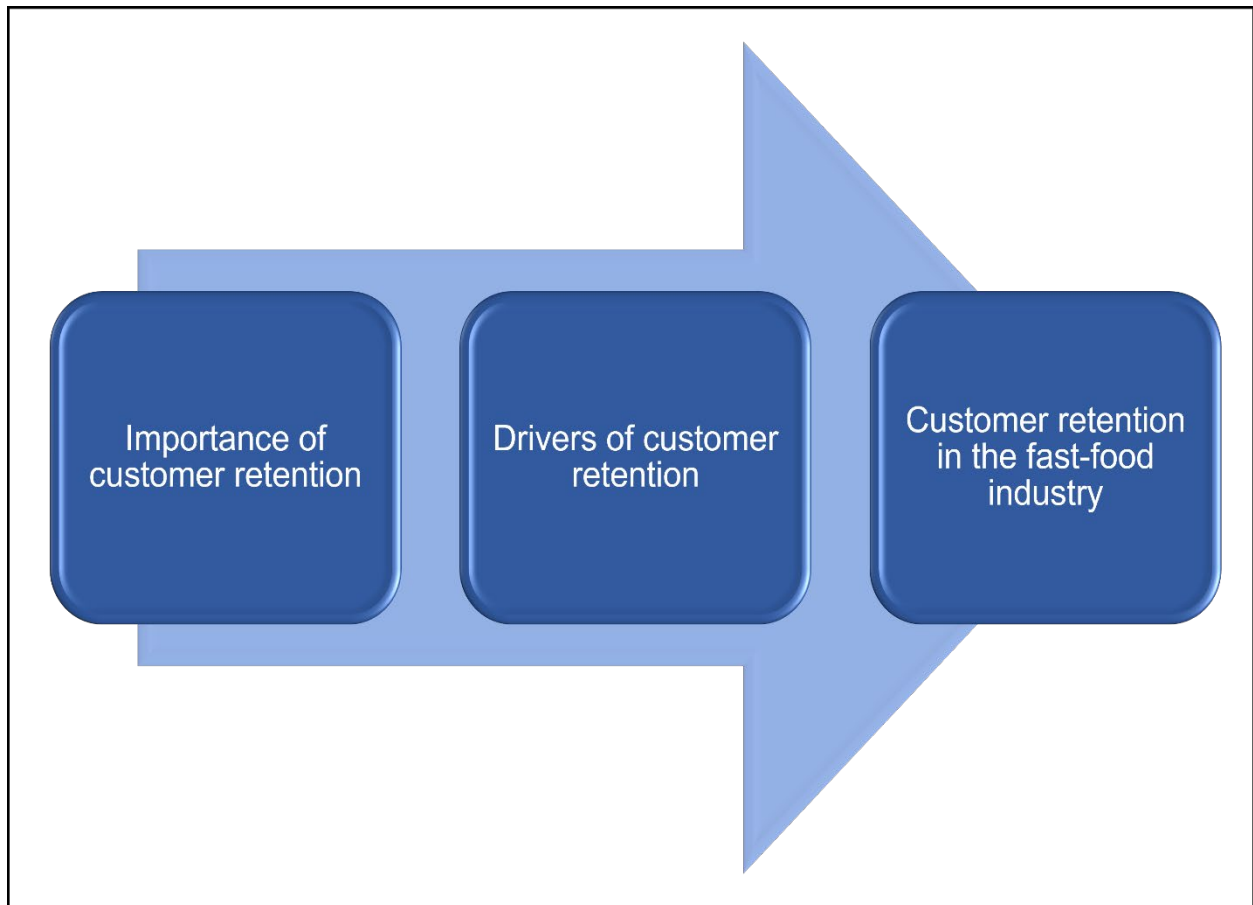 Importance of
customer retention
Drivers of customer
retention
Customer retention
in the fast-food
industry